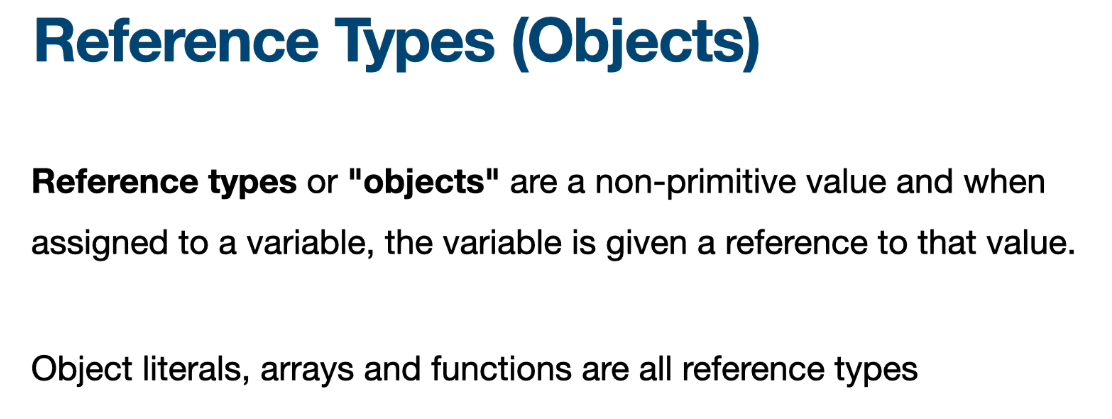 Reference Types (Objects)
Reference types or "objects" are a non-primitive value and when
assigned to a variable, the variable is given a reference to that value.
Object literals, arrays and functions are all reference types